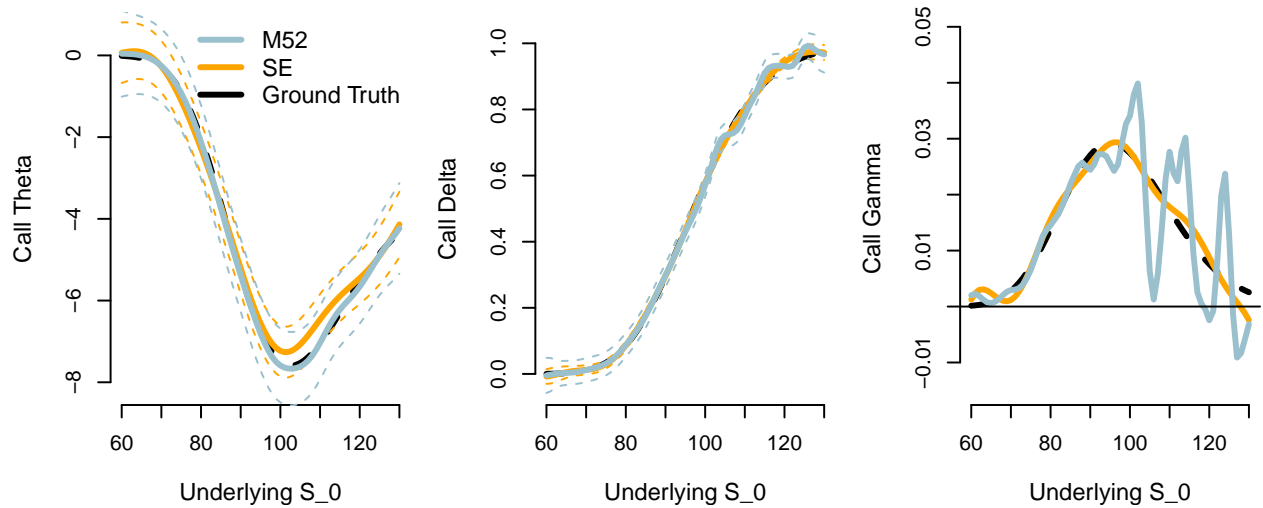 M52
SE
Ground Truth
Call Theta
0
−2
−4
−6
−8
60 80 100 120
Underlying S_0
Call Delta
1.0
0.8
0.6
0.4
0.2
0.0
60 80 100 120
Underlying S_0
Call Gamma
0.05
0.03
0.01
−0.01
60 80 100 120
Underlying S_0